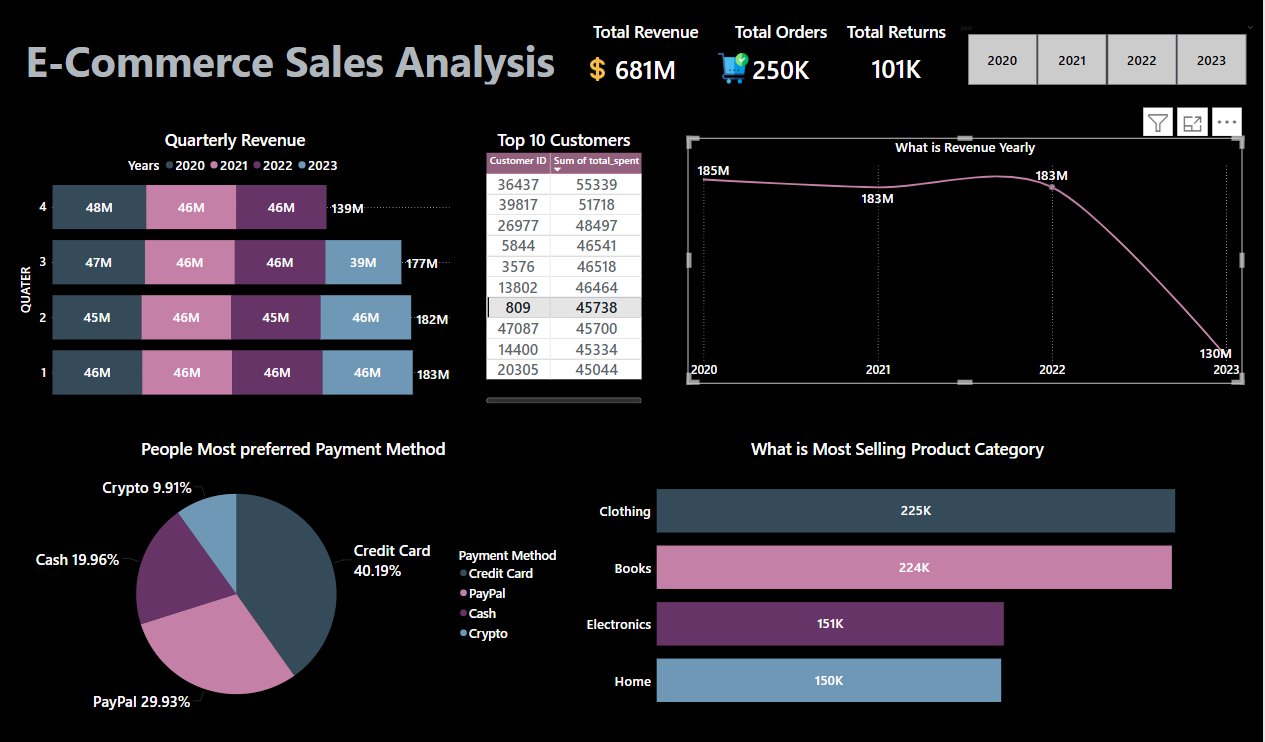 E-Commerce Sales Analysis
Total Revenue
$ 681M
Total Orders
250K
Total Returns
101K
2020 2021 2022 2023
Quarterly Revenue
Years 2020 2021 2022 2023
QUATER
4 48M 46M 46M 139M
3 47M 46M 46M 39M 177M
2 45M 46M 45M 46M 182M
1 46M 46M 46M 46M 183M
Top 10 Customers
Customer ID Sum of total_spent
36437 55339
39817 51718
26977 48497
5844 46541
3576 46518
13802 46464
809 45738
47087 45700
14400 45334
20305 45044
What is Revenue Yearly
185M
183M
183M
130M
2020 2021 2022 2023
People Most preferred Payment Method
Crypto 9.91%
Cash 19.96%
Credit Card
40.19%
PayPal 29.93%
Payment Method
Credit Card
PayPal
Cash
Crypto
What is Most Selling Product Category
Clothing 225K
Books 224K
Electronics 151K
Home 150K